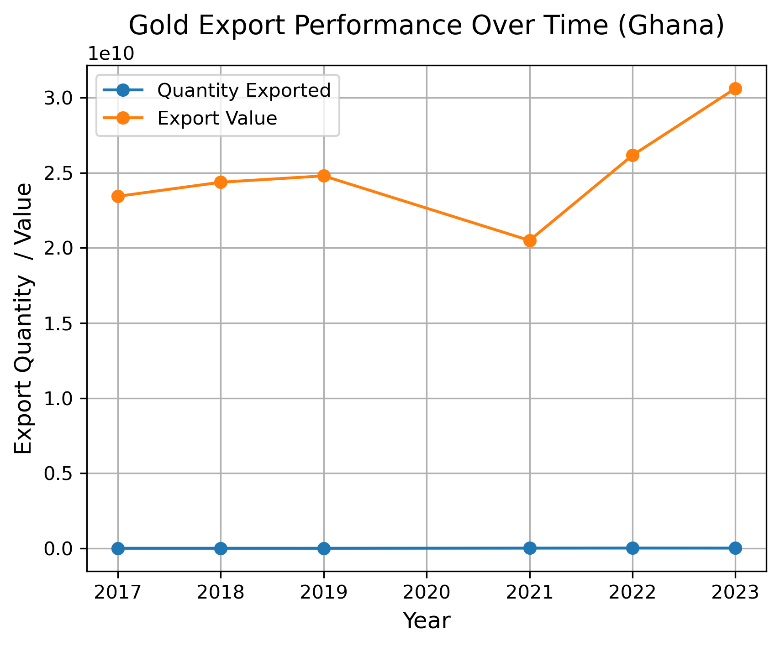 Gold Export Performance Over Time (Ghana)
1e10
Quantity Exported
Export Value
3.0
2.5
2.0
1.5
1.0
0.5
0.0
Export Quantity / Value
2017 2018 2019 2020 2021 2022 2023
Year